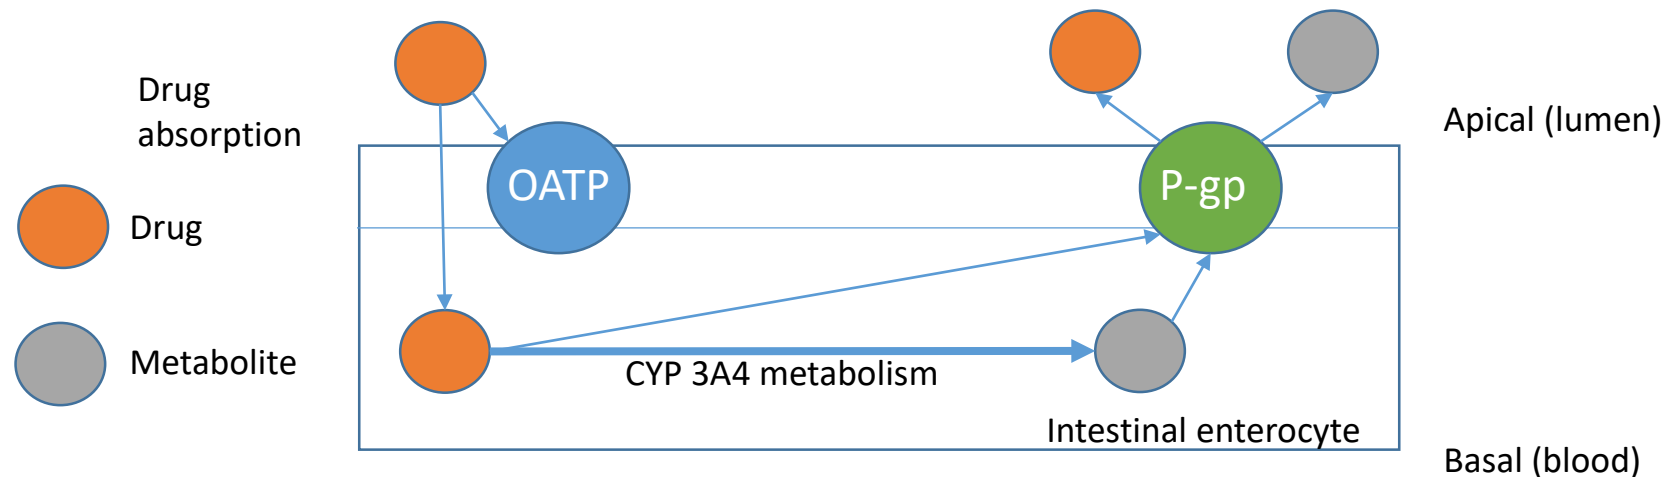 Drug
absorption
Apical (lumen)
OATP
P-gp
Drug
Metabolite
CYP 3A4 metabolism
Intestinal enterocyte
Basal (blood)